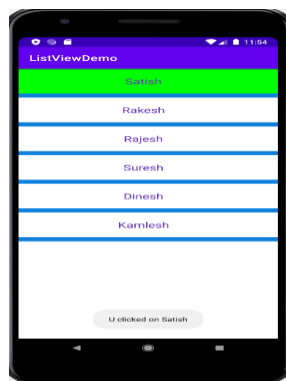 11:54
ListViewDemo
Satish
Rakesh
Rajesh
Suresh
Dinesh
Kamlesh
U clicked on Satish